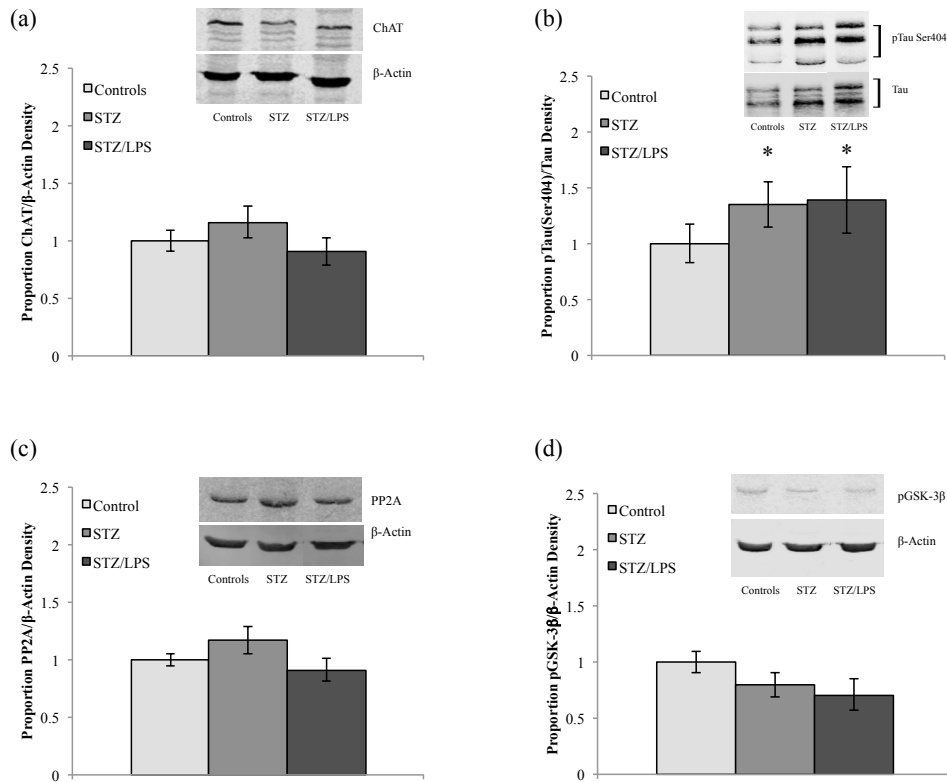 (a)
ChAT
β-Actin
Controls STZ STZ/LPS
Controls
STZ
STZ/LPS
Proportion ChAT/β-Actin Density
2.5
2
1.5
1
0.5
0
(b)
pTau Ser404
Tau
Controls STZ STZ/LPS
Control
STZ
STZ/LPS
* *
Proportion pTau(Ser404)/Tau Density
2.5
2
1.5
1
0.5
0
(c)
PP2A
β-Actin
Controls STZ STZ/LPS
Control
STZ
STZ/LPS
Proportion PP2A/β-Actin Density
2.5
2
1.5
1
0.5
0
(d)
pGSK-3β
β-Actin
Controls STZ STZ/LPS
Control
STZ
STZ/LPS
Proportion pGSK-3β/β-Actin Density
2.5
2
1.5
1
0.5
0